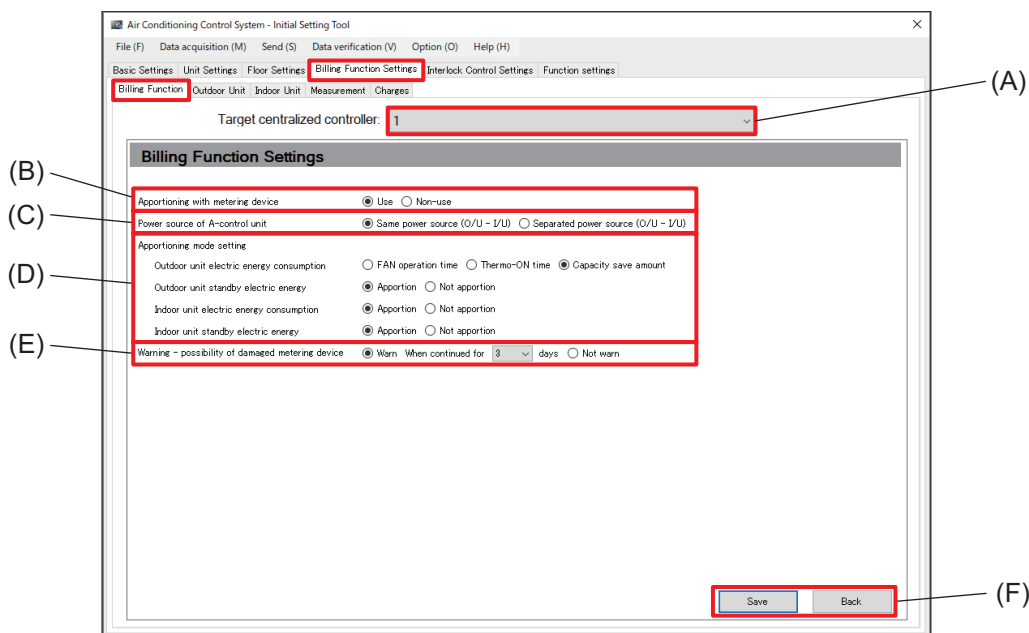 Air Conditioning Control System - Initial Setting Tool
File (F) Data acquisition (M) Send (S) Data verification (V) Option (O) Help (H)
Basic Settings Unit Settings Floor Settings Billing Function Settings Interlock Control Settings Function settings
Billing Function Outdoor Unit Indoor Unit Measurement Charges
(A)
Target centralized controller: 1
Billing Function Settings
(B)
Apportioning with metering device Use Non-use
(C)
Power source of A-control unit Same power source (O/U - I/U) Separated power source (O/U - I/U)
Apportioning mode setting
(D)
Outdoor unit electric energy consumption FAN operation time Thermo-ON time Capacity save amount
Outdoor unit standby electric energy Apportion Not apportion
Indoor unit electric energy consumption Apportion Not apportion
Indoor unit standby electric energy Apportion Not apportion
(E)
Warning - possibility of damaged metering device Warn When continued for 3 days Not warn
Save Back
(F)